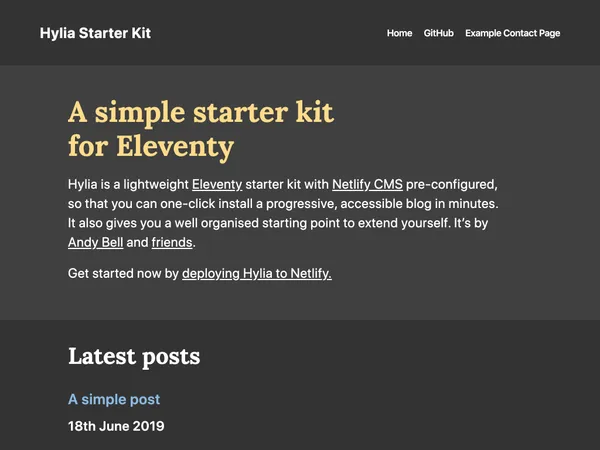 Hylia Starter Kit
Home GitHub Example Contact Page
A simple starter kit
for Eleventy
Hylia is a lightweight Eleventy starter kit with Netlify CMS pre-configured,
so that you can one-click install a progressive, accessible blog in minutes.
It also gives you a well organised starting point to extend yourself. It’s by
Andy Bell and friends.
Get started now by deploying Hylia to Netlify.
Latest posts
A simple post
18th June 2019